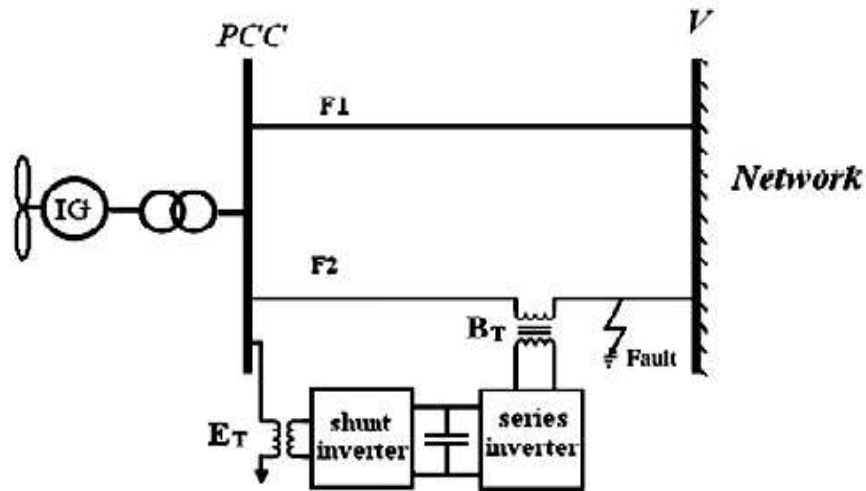 PCC
V
F1
IG
Network
F2
BT
Fault
ET
shunt
inverter
series
inverter